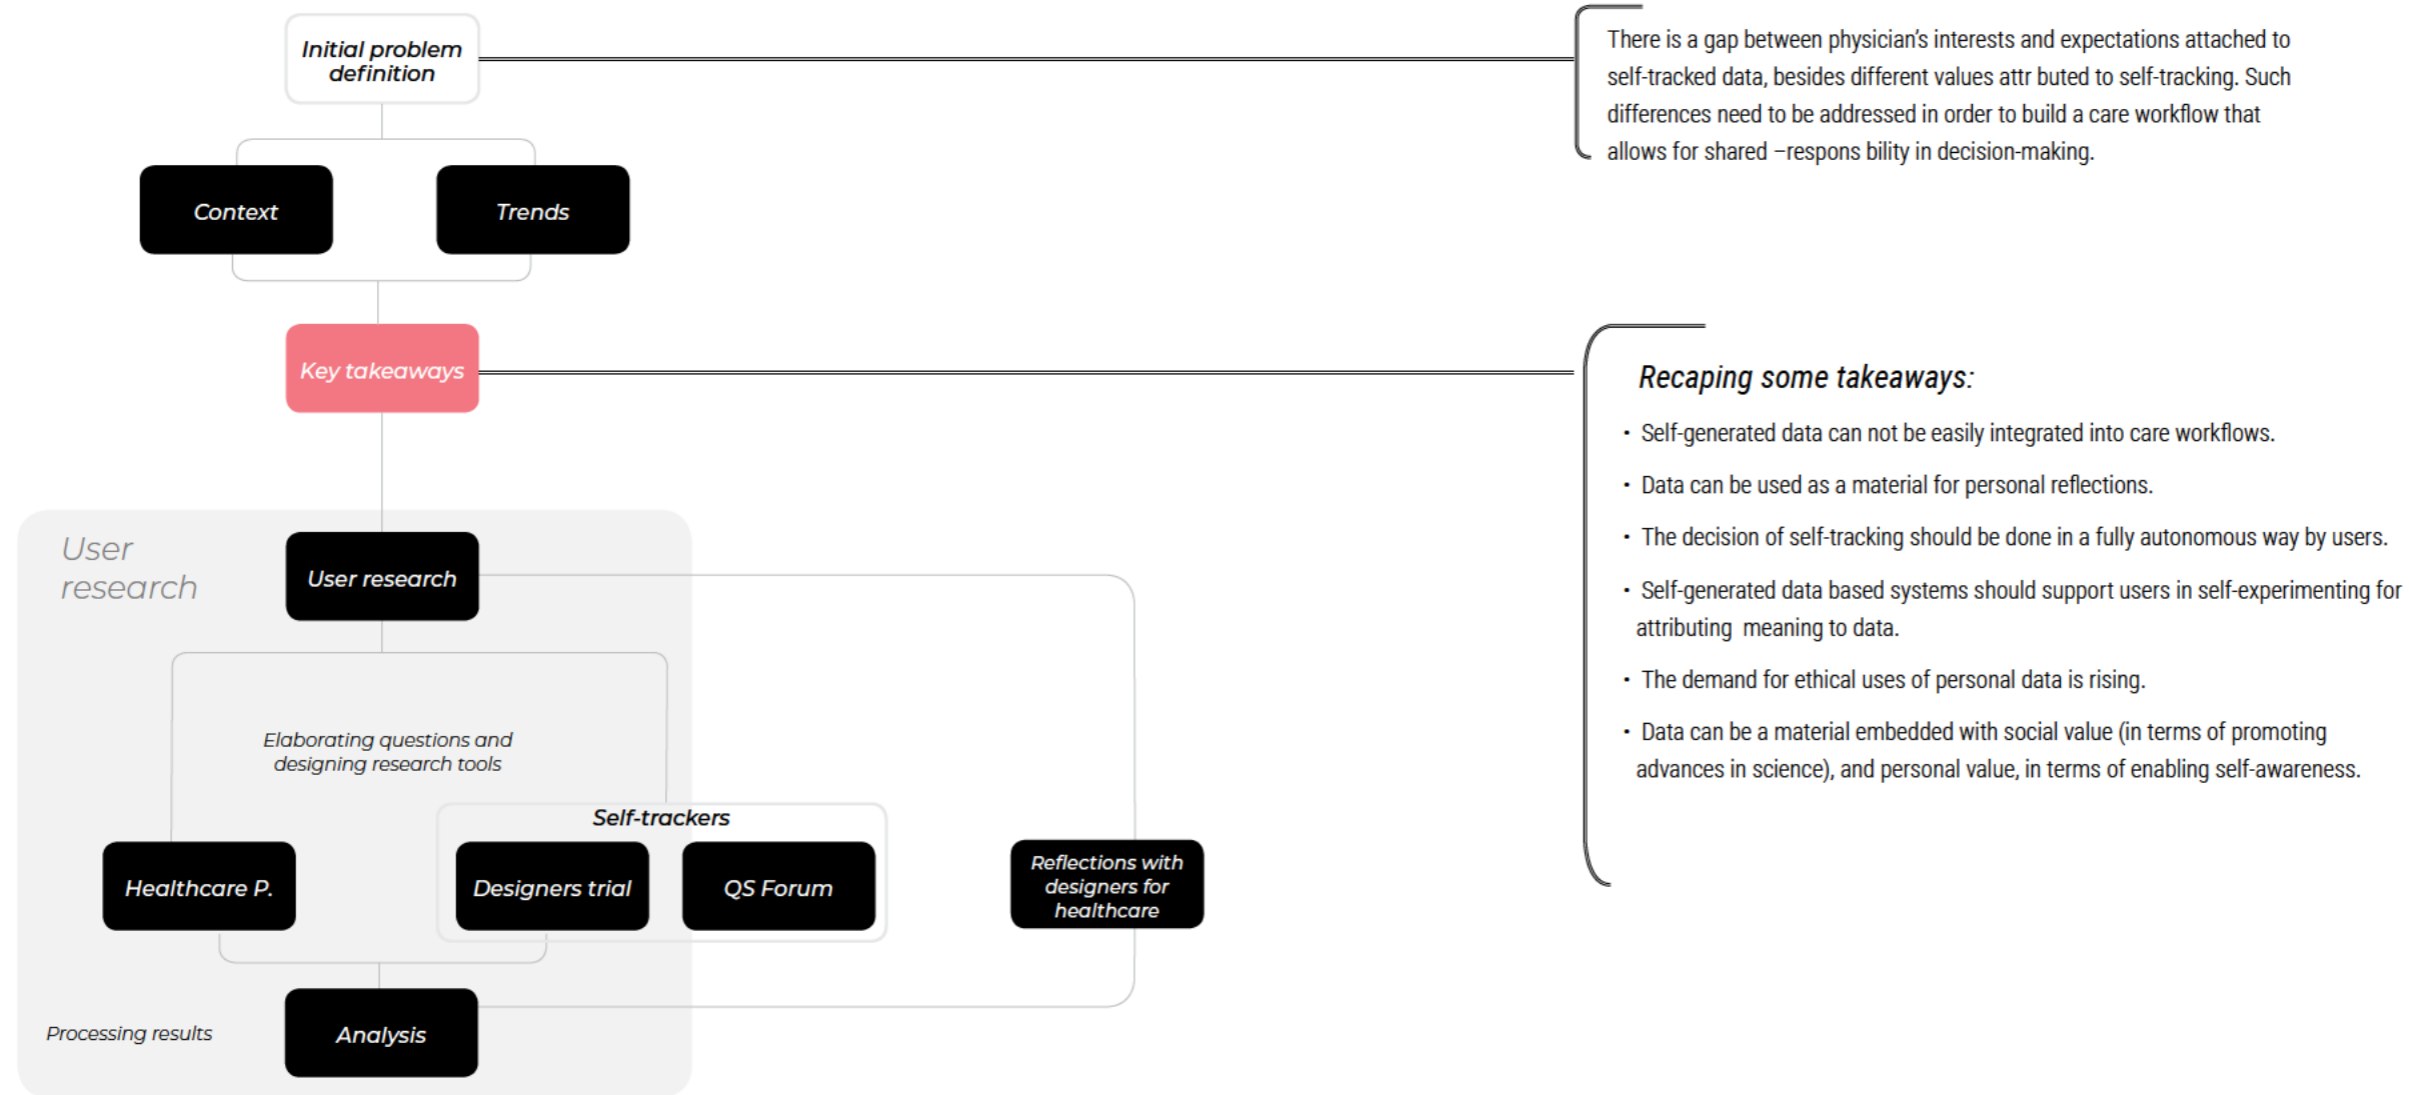 Initial problem
definition
There is a gap between physician's interests and expectations attached to
self-tracked data, besides different values attr buted to self-tracking. Such
differences need to be addressed in order to build a care workflow that
allows for shared –respons bility in decision-making.
Context
Trends
Key takeaways
Recaping some takeaways:
• Self-generated data can not be easily integrated into care workflows.
• Data can be used as a material for personal reflections.
• The decision of self-tracking should be done in a fully autonomous way by users.
• Self-generated data based systems should support users in self-experimenting for
attributing meaning to data.
• The demand for ethical uses of personal data is rising.
• Data can be a material embedded with social value (in terms of promoting
advances in science), and personal value, in terms of enabling self-awareness.
User
research
User research
Elaborating questions and
designing research tools
Self-trackers
Healthcare P.
Designers trial
QS Forum
Reflections with
designers for
healthcare
Processing results
Analysis